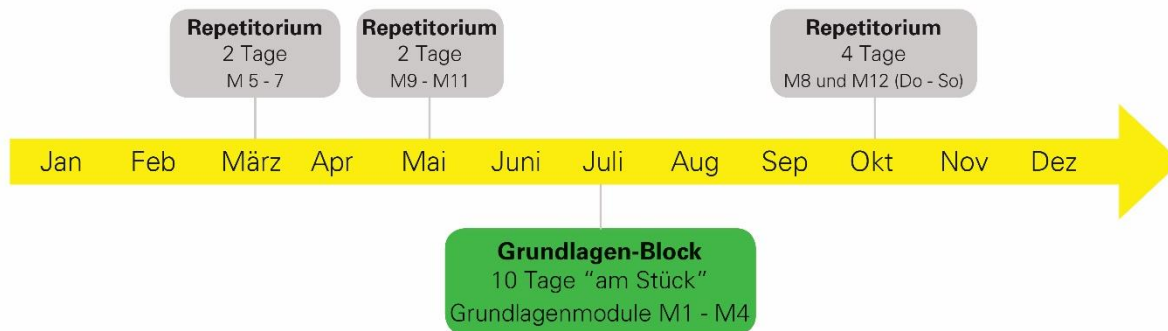 Repetitorium
2 Tage
M 5 - 7
Repetitorium
2 Tage
M9 - M11
Repetitorium
4 Tage
M8 und M12 (Do - So)
Jan Feb März Apr Mai Juni Juli Aug Sep Okt Nov Dez
Grundlagen-Block
10 Tage “am Stück”
Grundlagenmodule M1 - M4